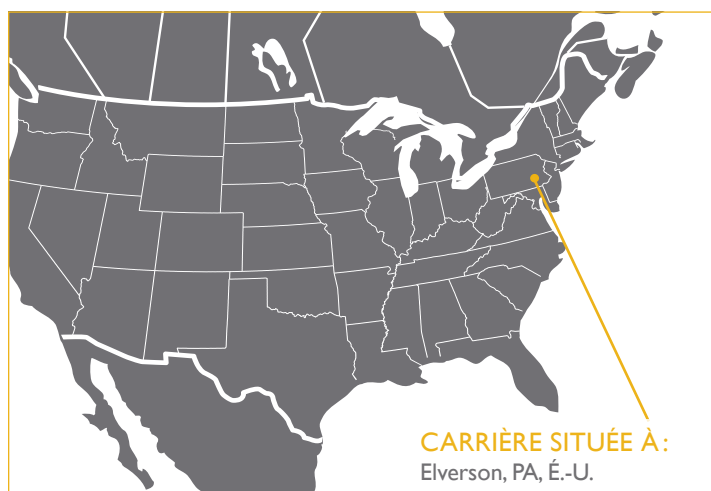 CARRIÈRE SITUÉE À :
Elverson, PA, É.-U.